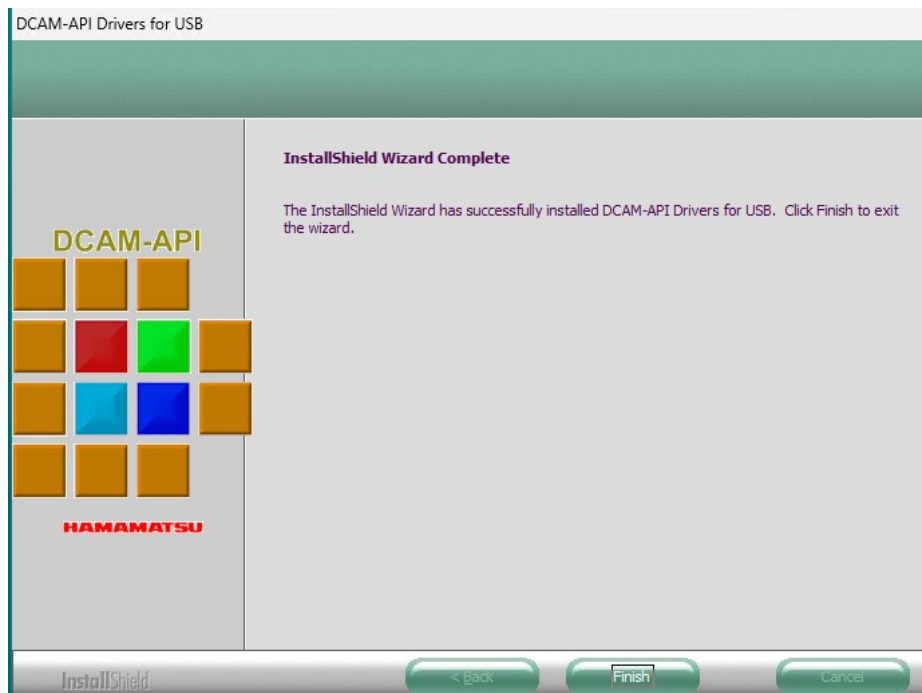 DCAM-API Drivers for USB
InstallShield Wizard Complete
The InstallShield Wizard has successfully installed DCAM-API Drivers for USB. Click Finish to exit
the wizard.
DCAM-API
HAMAMATSU
InstallShield
< Back
Finish
Cancel